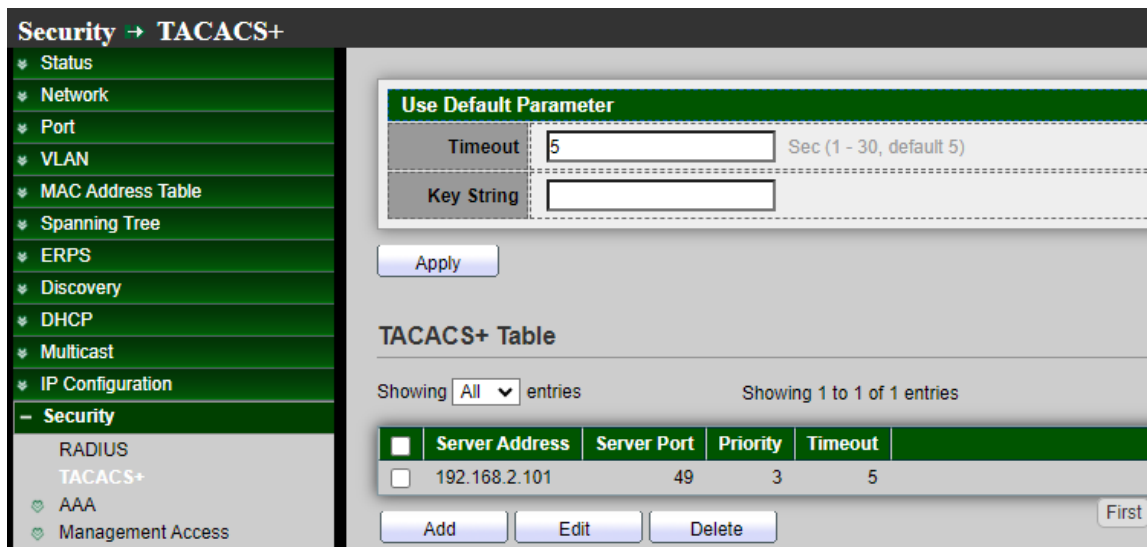 Security → TACACS+
Status
Network
Port
VLAN
MAC Address Table
Spanning Tree
ERPS
Discovery
DHCP
Multicast
IP Configuration
Security
RADIUS
TACACS+
AAA
Management Access
Use Default Parameter
Timeout 5 Sec (1 - 30, default 5)
Key String
Apply
TACACS+ Table
Showing All entries Showing 1 to 1 of 1 entries
Server Address Server Port Priority Timeout
192.168.2.101 49 3 5
First
Add Edit Delete